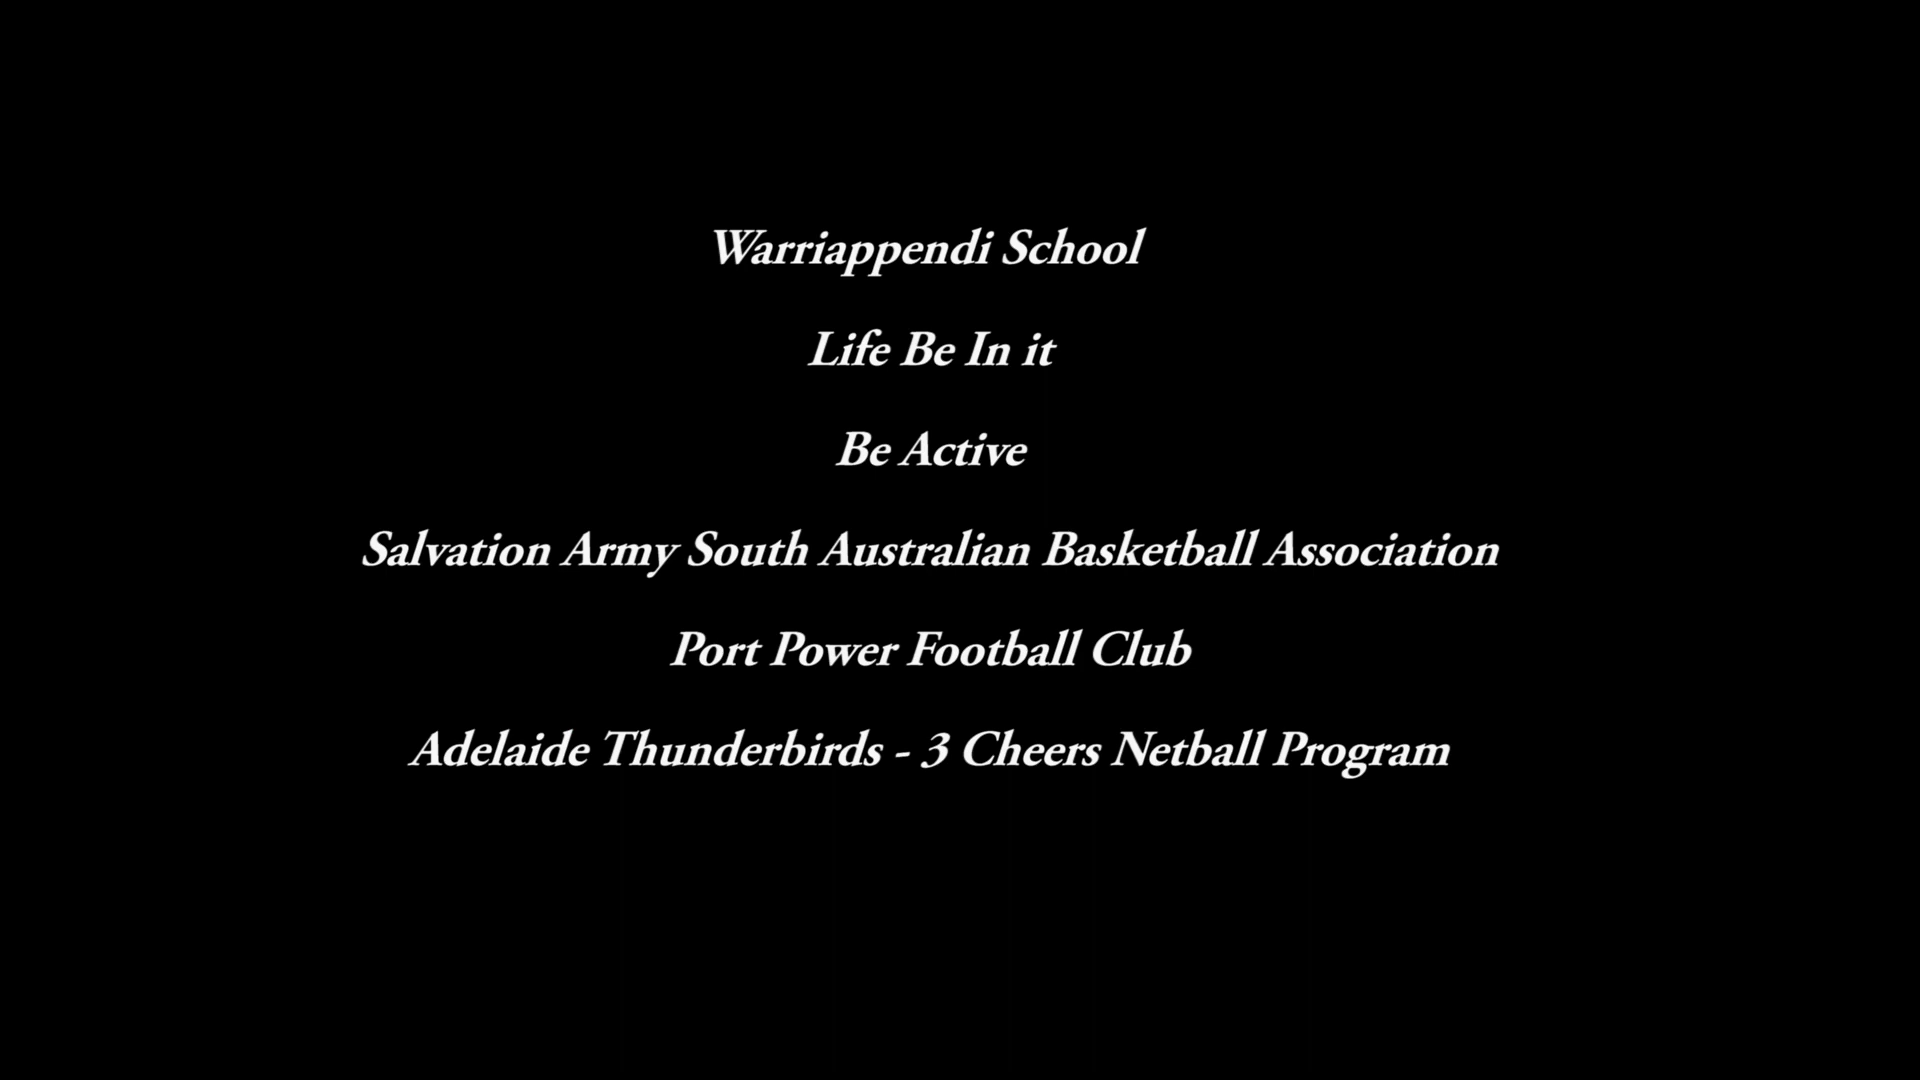 Warriappendi School
Life Be In it
Be Active
Salvation Army South Australian Basketball Association
Port Power Football Club
Adelaide Thunderbirds - 3 Cheers Netball Program